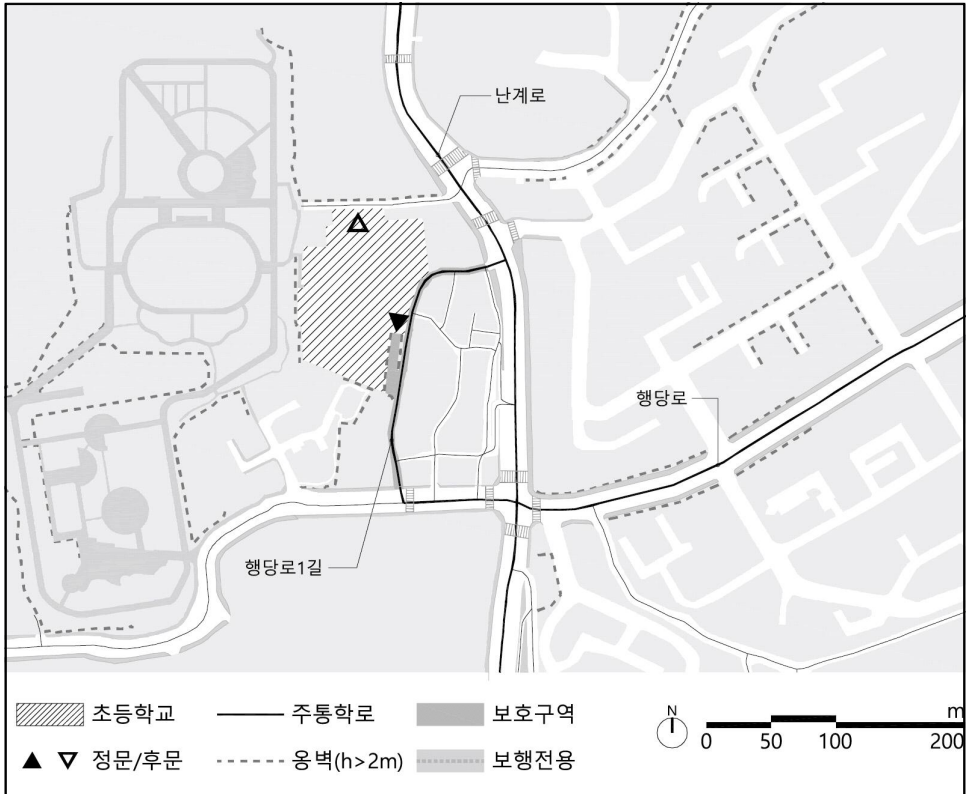 난계로
행당로
행당로1길
초등학교 주통학로 보호구역
정문/후문 옹벽(h>2m) 보행전용
N
m
0 50 100 200